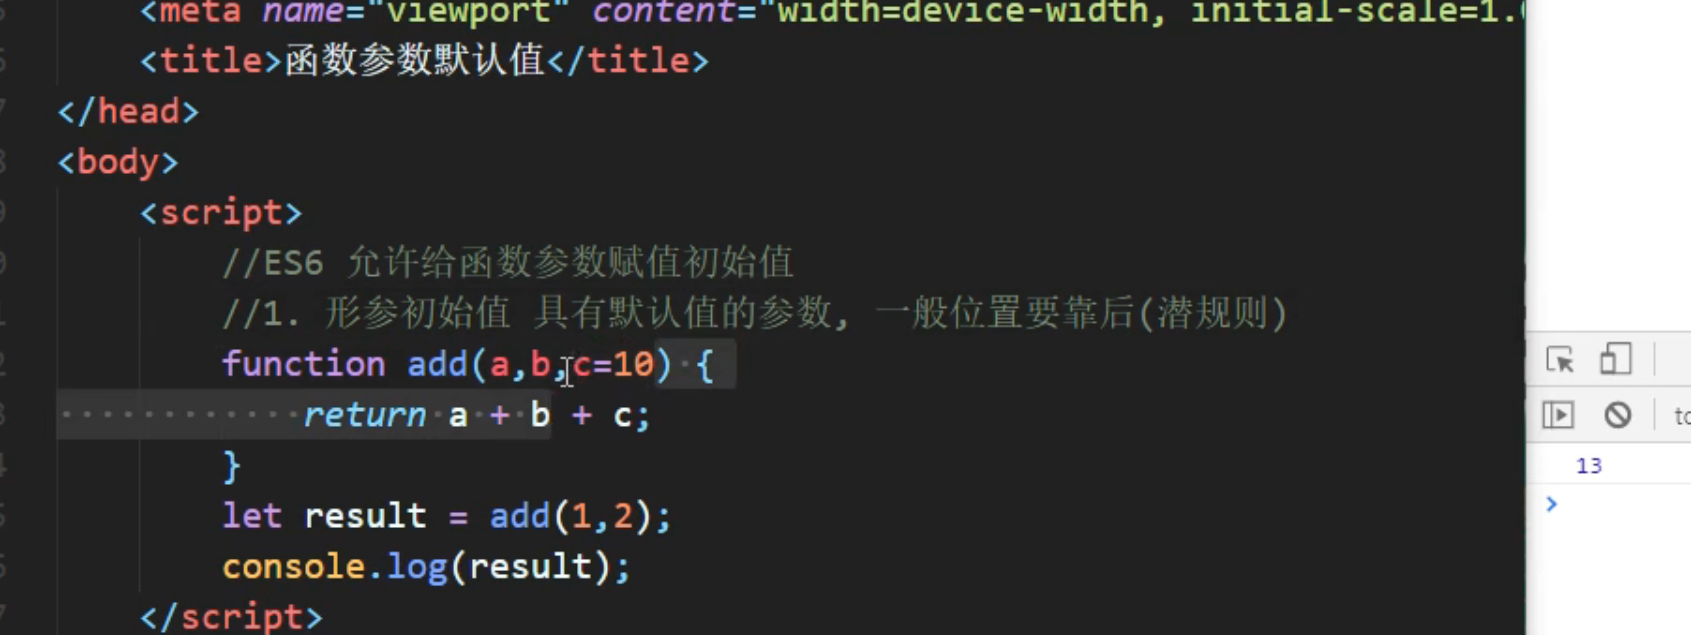 <meta name="viewport" content="width=device-width, initial-scale=1.
<title>函数参数默认值</title>
</head>
<body>
<script>
//ES6 允许给函数参数赋值初始值
//1. 形参初始值 具有默认值的参数, 一般位置要靠后(潜规则)
function add(a,b,c=10) {
return a + b + c;
}
let result = add(1,2);
console.log(result);
</script>
to
13